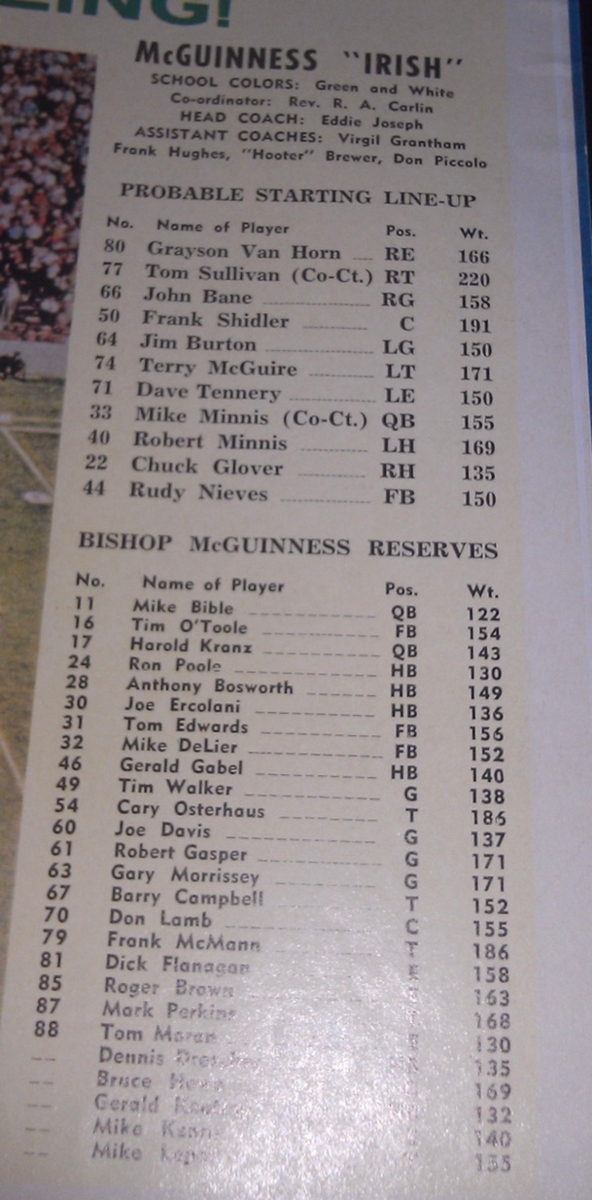 ZING!
McGUINNESS "IRISH"
SCHOOL COLORS: Green and White
Co-ordinator: Rev. R. A. Carlin
HEAD COACH: Eddie Joseph
ASSISTANT COACHES: Virgil Grantham
Frank Hughes, "Hooter" Brewer, Don Piccolo
PROBABLE STARTING LINE-UP
No. Name of Player Pos. Wt.
80 Grayson Van Horn RE 166
77 Tom Sullivan (Co-Ct.) RT 220
66 John Bane RG 158
50 Frank Shidler C 191
64 Jim Burton LG 150
74 Terry McGuire LT 171
71 Dave Tennery LE 150
33 Mike Minnis (Co-Ct.) QB 155
40 Robert Minnis LH 169
22 Chuck Glover RH 135
44 Rudy Nieves FB 150
BISHOP McGUINNESS RESERVES
No. Name of Player Pos. Wt.
11 Mike Bible QB 122
16 Tim O'Toole FB 154
17 Harold Kranz QB 143
24 Ron Poole HB 130
28 Anthony Bosworth HB 149
30 Joe Ercolani HB 136
31 Tom Edwards FB 156
32 Mike DeLier FB 152
46 Gerald Gabel HB 140
49 Tim Walker G 138
54 Cary Osterhaus T 186
60 Joe Davis G 137
61 Robert Gasper G 171
63 Gary Morrissey G 171
67 Barry Campbell T 152
70 Don Lamb C 155
79 Frank McMann T 186
81 Dick Flanagan E 158
85 Roger Brown 163
87 Mark Perkins 168
88 Tom Moran 130
-- Dennis 135
-- Bruce 169
-- Gerald 132
-- Mike 140
-- Mike